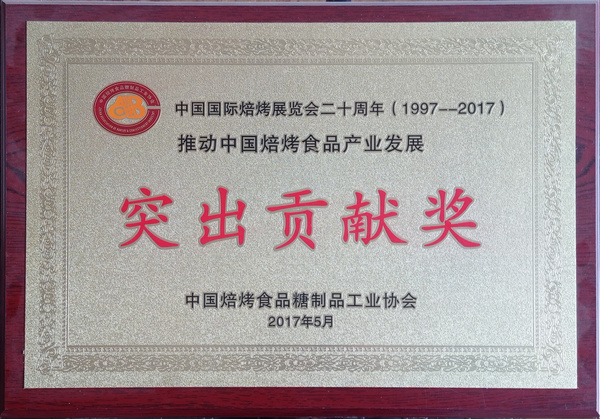 中国国际焙烤展览会二十周年（1997--2017）
推动中国焙烤食品产业发展
突出贡献奖
中国焙烤食品糖制品工业协会
2017年5月